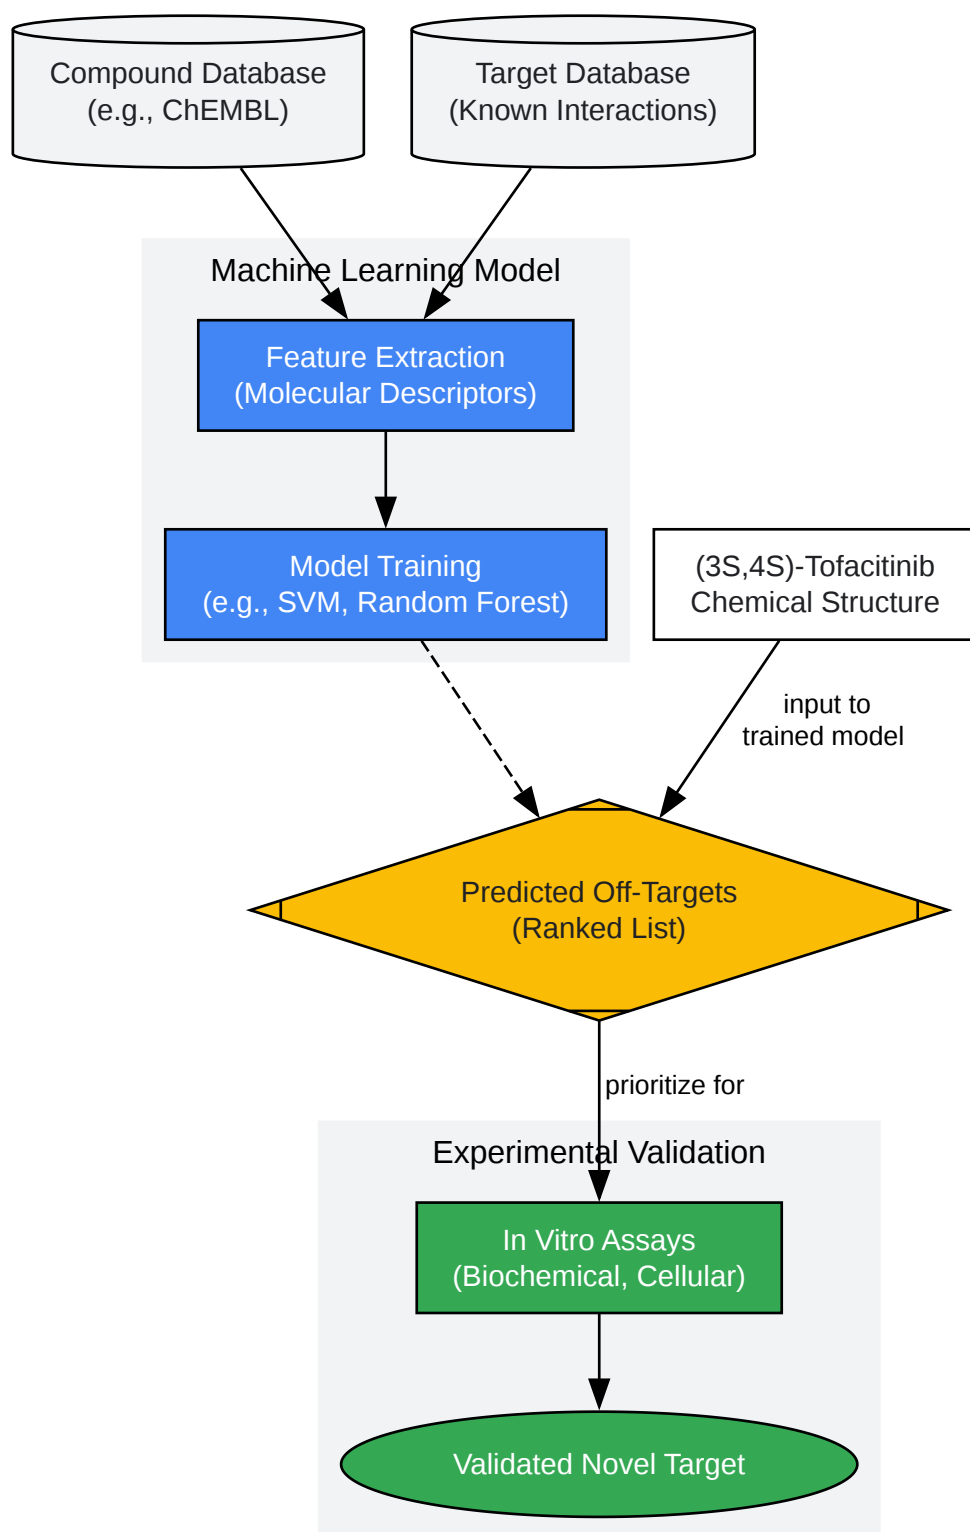 Compound Database
(e.g., ChEMBL)
Target Database
(Known Interactions)
Machine Learning Model
Feature Extraction
(Molecular Descriptors)
Model Training
(e.g., SVM, Random Forest)
(3S,4S)-Tofacitinib
Chemical Structure
input to
trained model
Predicted Off-Targets
(Ranked List)
prioritize for
Experimental Validation
In Vitro Assays
(Biochemical, Cellular)
Validated Novel Target